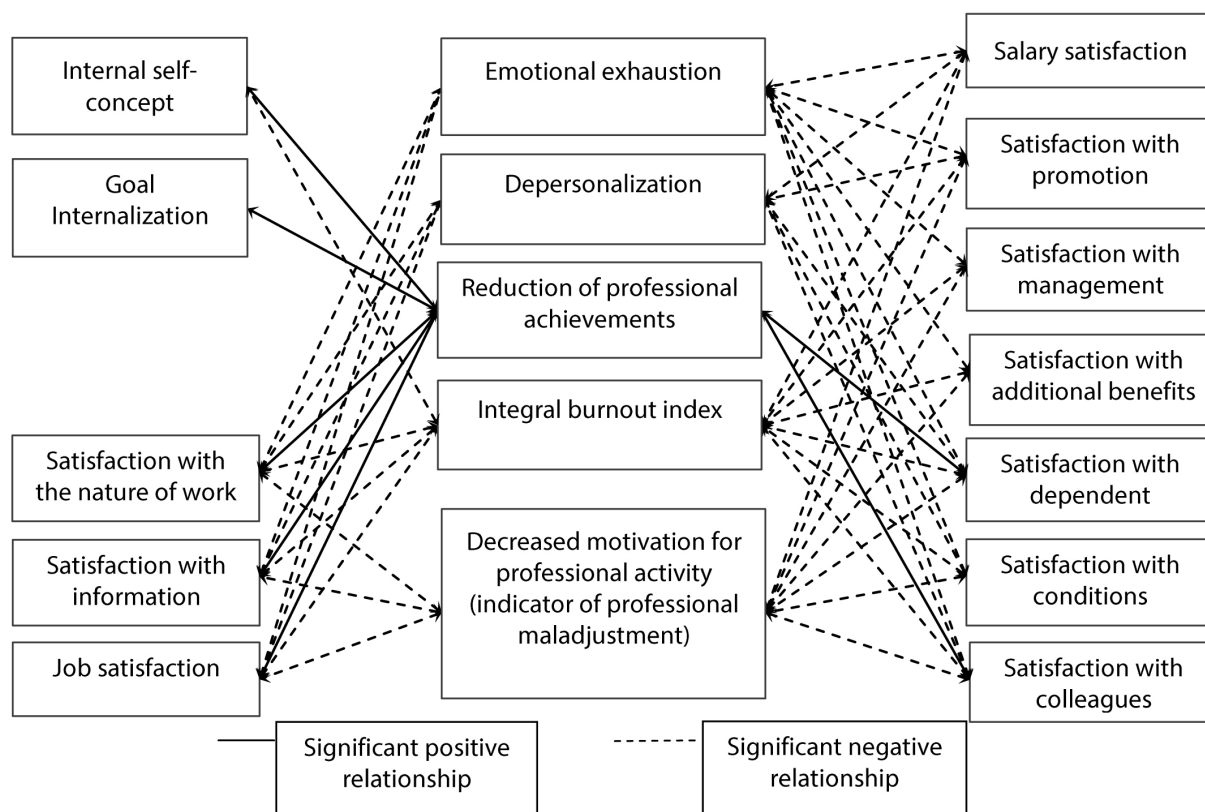 Internal self-
concept
Goal
Internalization
Satisfaction with
the nature of work
Satisfaction with
information
Job satisfaction
Emotional exhaustion
Depersonalization
Reduction of professional
achievements
Integral burnout index
Decreased motivation for
professional activity
(indicator of professional
maladjustment)
Salary satisfaction
Satisfaction with
promotion
Satisfaction with
management
Satisfaction with
additional benefits
Satisfaction with
dependent
Satisfaction with
conditions
Satisfaction with
colleagues
Significant positive
relationship
Significant negative
relationship